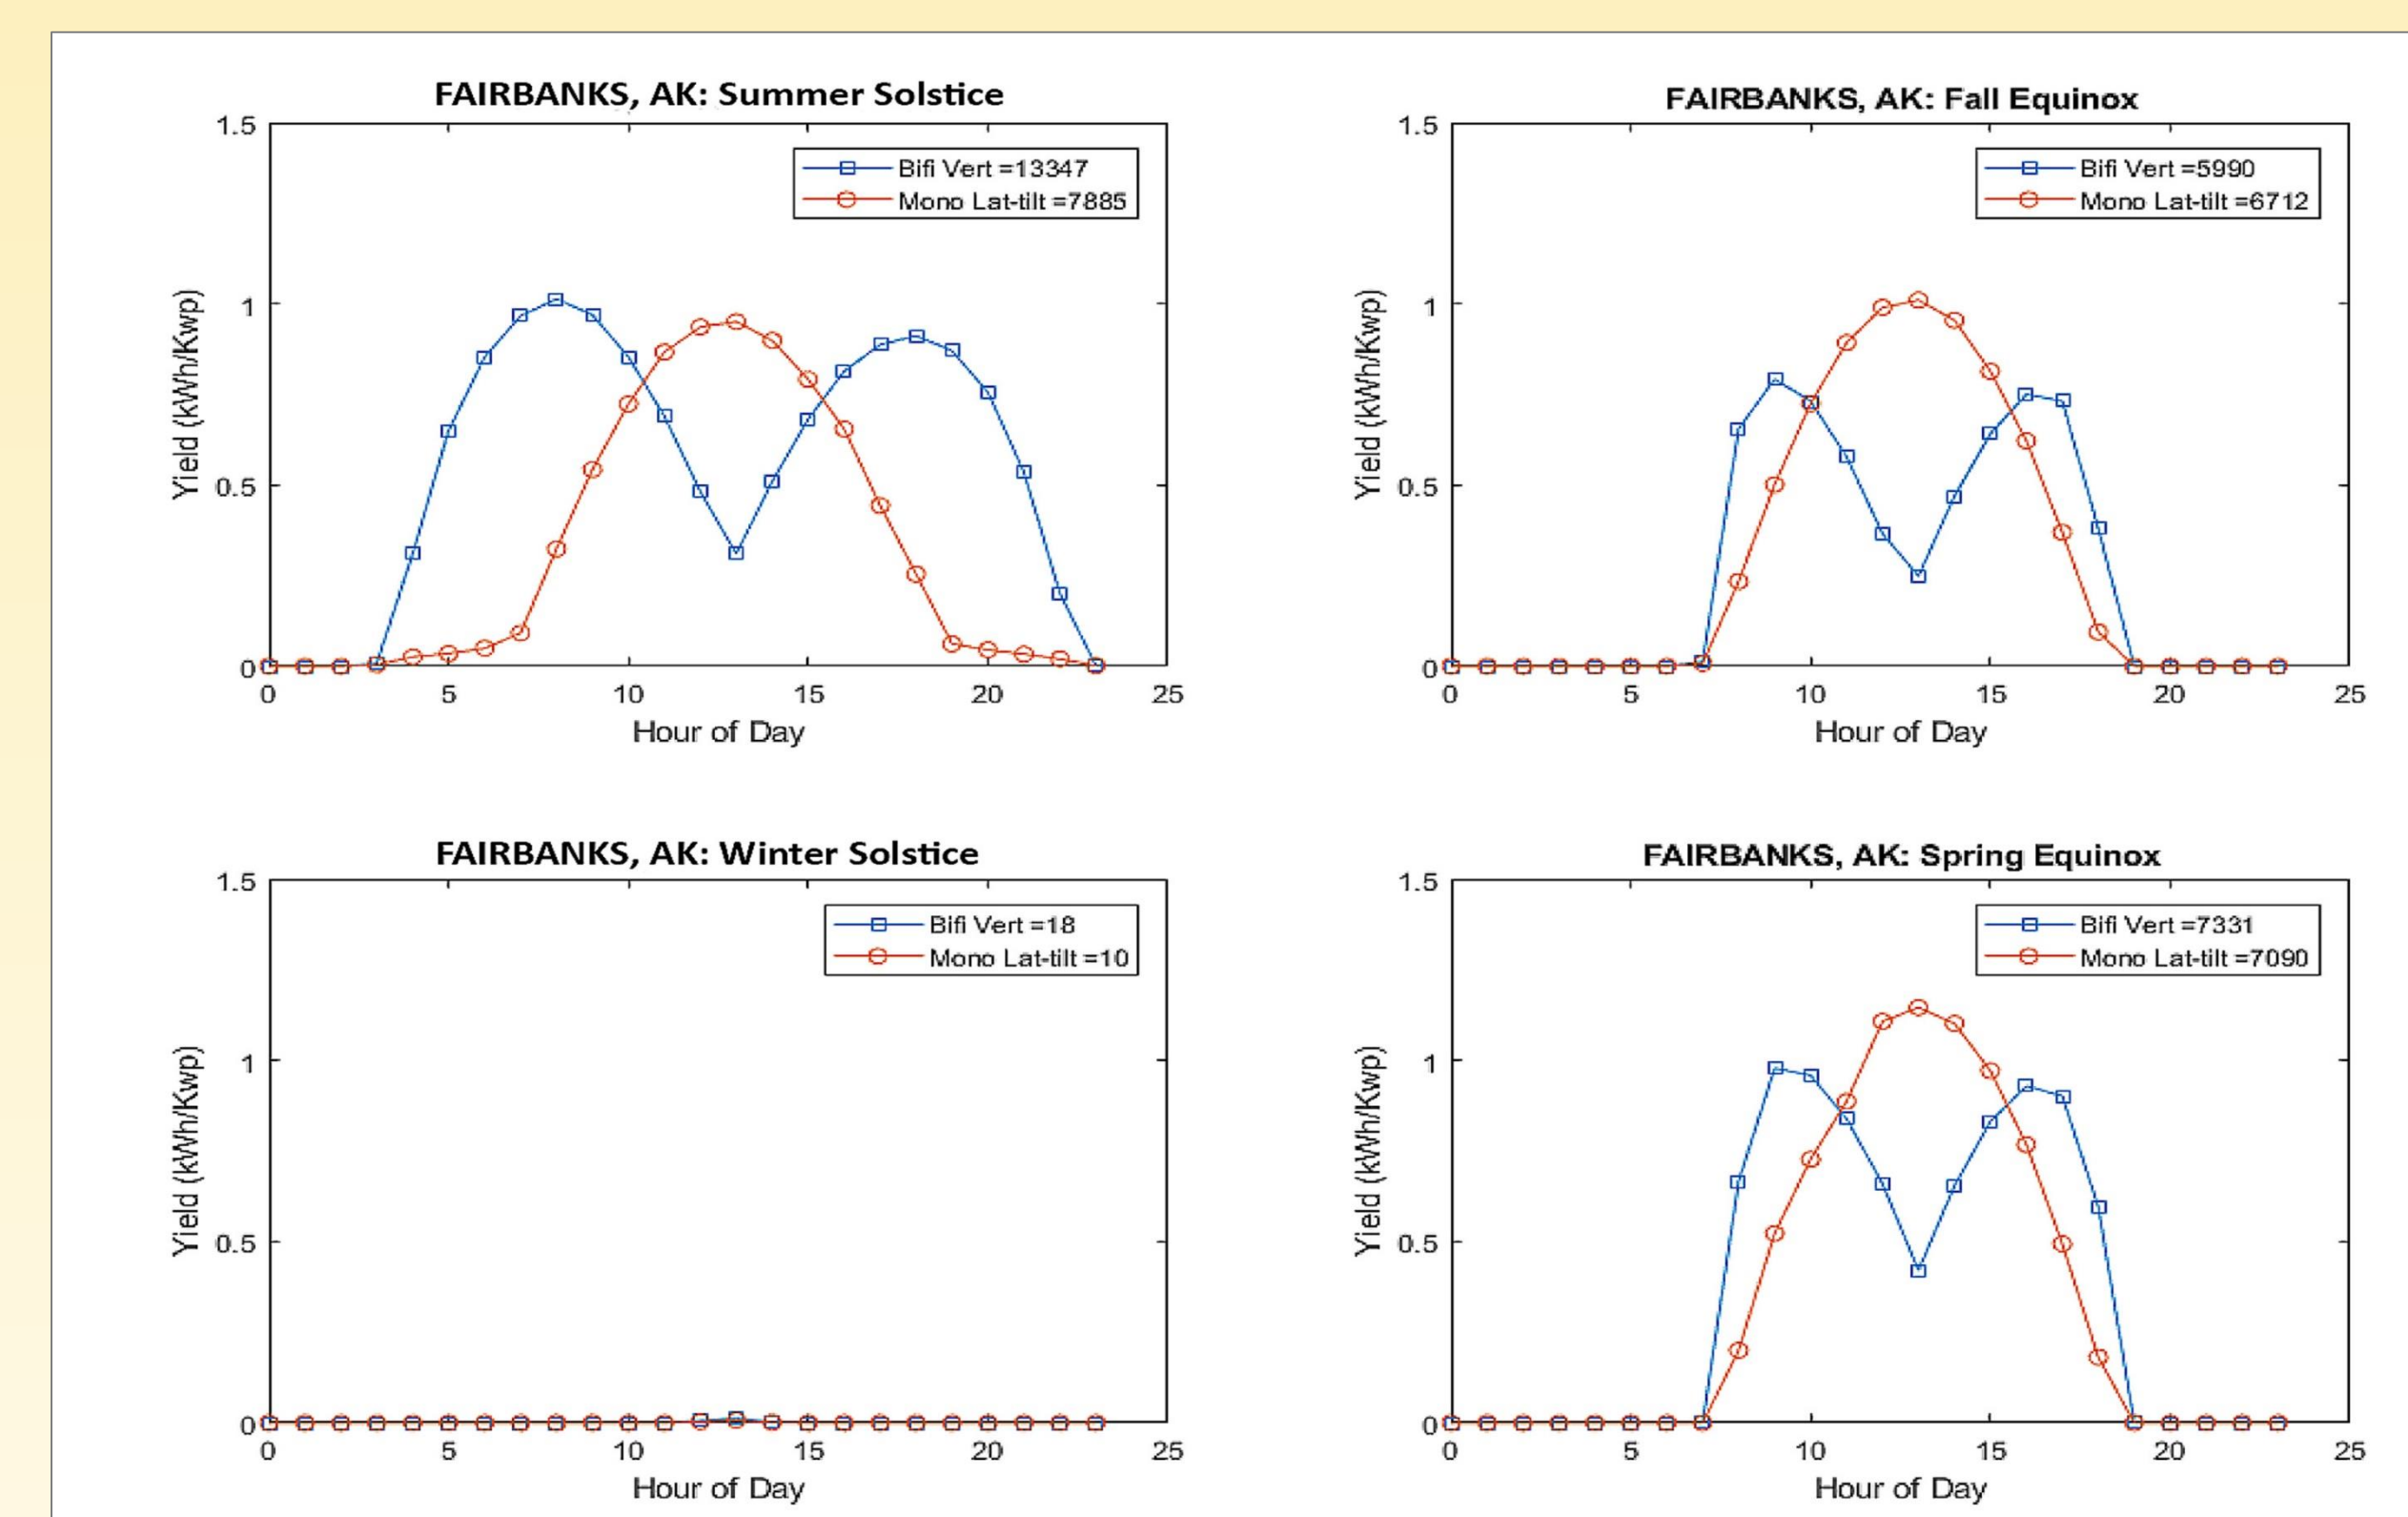 FAIRBANKS, AK: Summer Solstice
Bifi Vert =13347
Mono Lat-tilt =7885
Yield (kWh/Kwp)
1.5
1
0.5
0
0 5 10 15 20 25
Hour of Day
FAIRBANKS, AK: Fall Equinox
Bifi Vert =5990
Mono Lat-tilt =6712
Yield (kWh/Kwp)
1.5
1
0.5
0
0 5 10 15 20 25
Hour of Day
FAIRBANKS, AK: Winter Solstice
Bifi Vert =18
Mono Lat-tilt =10
Yield (kWh/Kwp)
1.5
1
0.5
0
0 5 10 15 20 25
Hour of Day
FAIRBANKS, AK: Spring Equinox
Bifi Vert =7331
Mono Lat-tilt =7090
Yield (kWh/Kwp)
1.5
1
0.5
0
0 5 10 15 20 25
Hour of Day